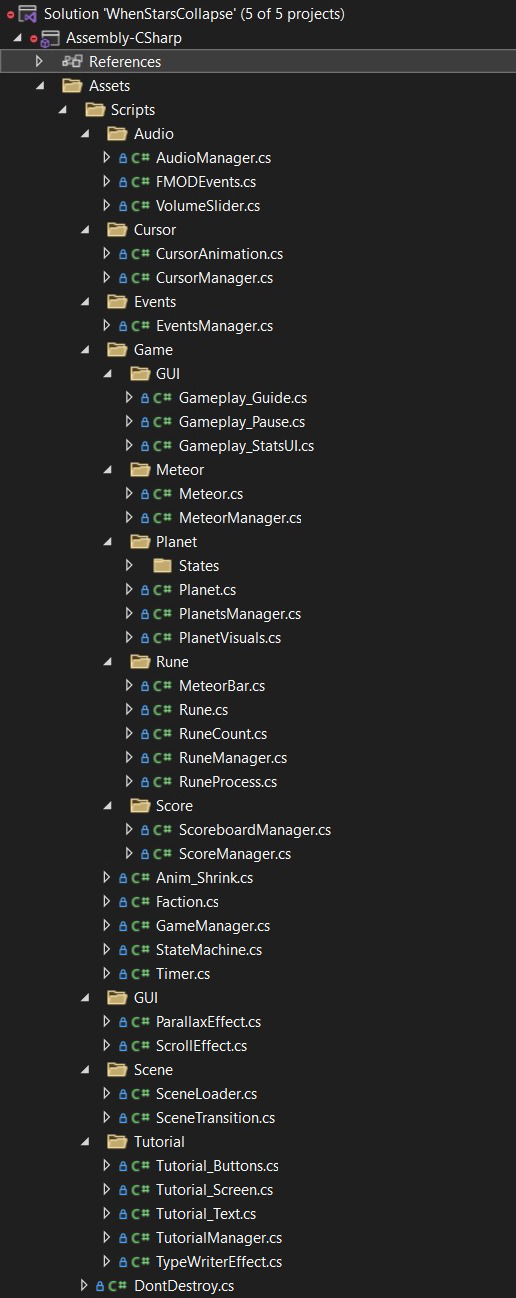 Solution 'WhenStarsCollapse' (5 of 5 projects)
Assembly-CSharp
References
Assets
Scripts
Audio
C# AudioManager.cs
C# FMODEvents.cs
C# VolumeSlider.cs
Cursor
C# CursorAnimation.cs
C# CursorManager.cs
Events
C# EventsManager.cs
Game
GUI
C# Gameplay_Guide.cs
C# Gameplay_Pause.cs
C# Gameplay_StatsUI.cs
Meteor
C# Meteor.cs
C# MeteorManager.cs
Planet
States
C# Planet.cs
C# PlanetsManager.cs
C# PlanetVisuals.cs
Rune
C# MeteorBar.cs
C# Rune.cs
C# RuneCount.cs
C# RuneManager.cs
C# RuneProcess.cs
Score
C# ScoreboardManager.cs
C# ScoreManager.cs
C# Anim_Shrink.cs
C# Faction.cs
C# GameManager.cs
C# StateMachine.cs
C# Timer.cs
GUI
C# ParallaxEffect.cs
C# ScrollEffect.cs
Scene
C# SceneLoader.cs
C# SceneTransition.cs
Tutorial
C# Tutorial_Buttons.cs
C# Tutorial_Screen.cs
C# Tutorial_Text.cs
C# TutorialManager.cs
C# TypeWriterEffect.cs
C# DontDestroy.cs